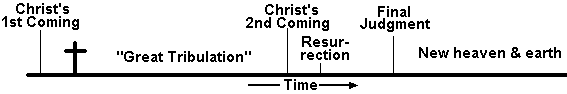 Christ's
1st Coming
"Great Tribulation"
Christ's
2nd Coming
Resur-
rection
Final
Judgment
New heaven & earth
Time